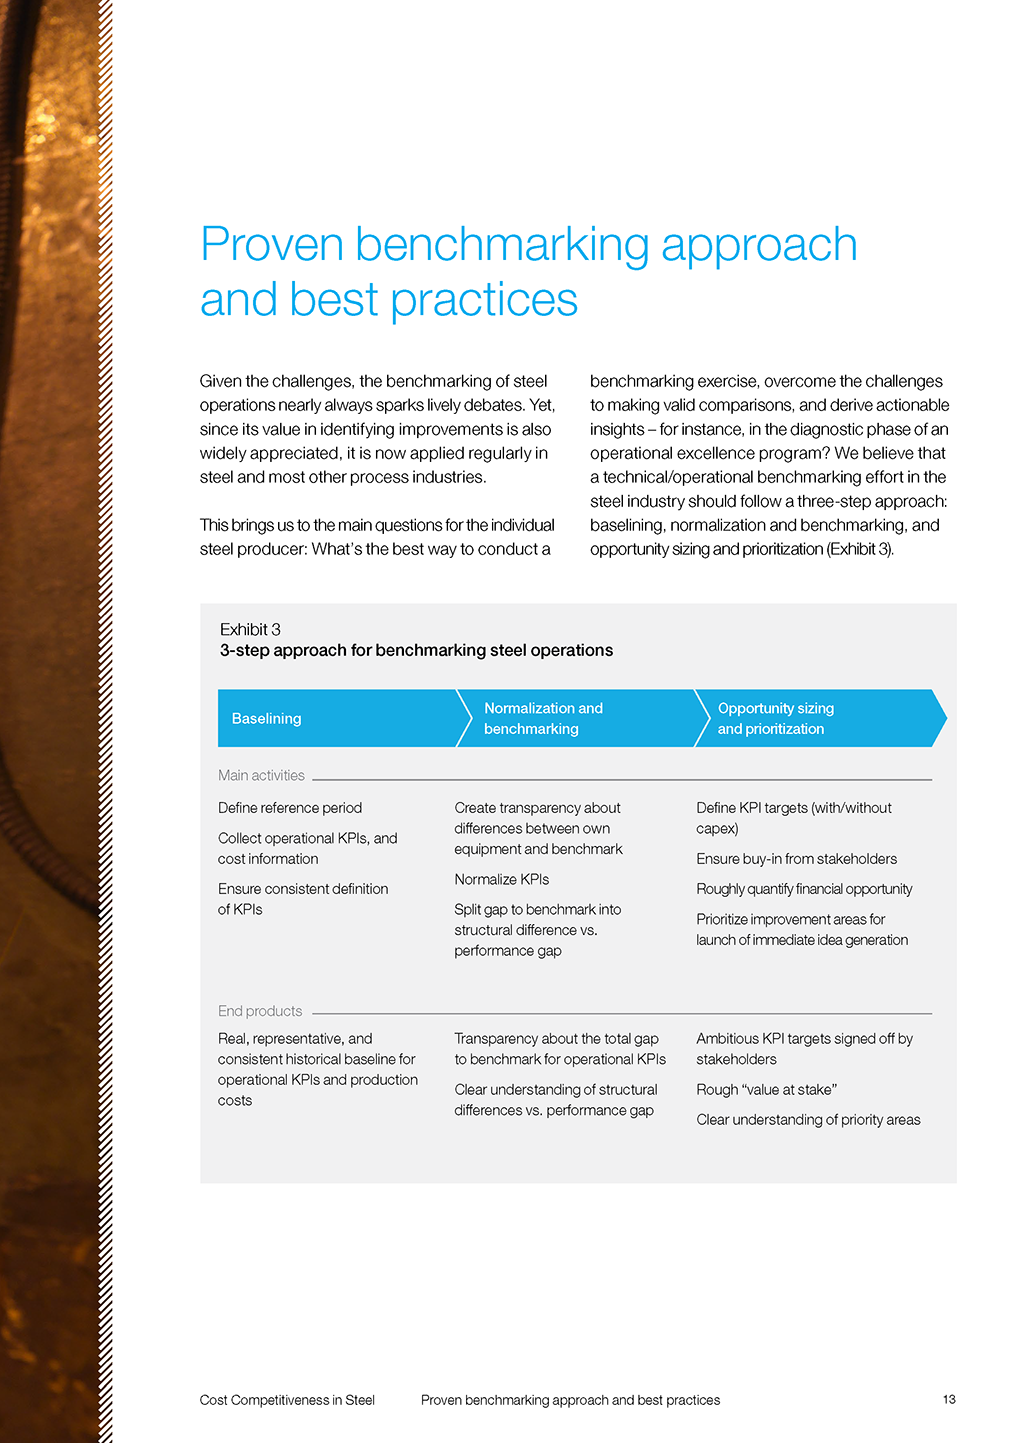 Proven benchmarking approach
and best practices
Given the challenges, the benchmarking of steel
operations nearly always sparks lively debates. Yet,
since its value in identifying improvements is also
widely appreciated, it is now applied regularly in
steel and most other process industries.
This brings us to the main questions for the individual
steel producer: What’s the best way to conduct a
benchmarking exercise, overcome the challenges
to making valid comparisons, and derive actionable
insights – for instance, in the diagnostic phase of an
operational excellence program? We believe that
a technical/operational benchmarking effort in the
steel industry should follow a three-step approach:
baselining, normalization and benchmarking, and
opportunity sizing and prioritization (Exhibit 3).
Exhibit 3
3-step approach for benchmarking steel operations
Baselining
Normalization and
benchmarking
Opportunity sizing
and prioritization
Main activities
Define reference period
Collect operational KPIs, and
cost information
Ensure consistent definition
of KPIs
Create transparency about
differences between own
equipment and benchmark
Normalize KPIs
Split gap to benchmark into
structural difference vs.
performance gap
Define KPI targets (with/without
capex)
Ensure buy-in from stakeholders
Roughly quantify financial opportunity
Prioritize improvement areas for
launch of immediate idea generation
End products
Real, representative, and
consistent historical baseline for
operational KPIs and production
costs
Transparency about the total gap
to benchmark for operational KPIs
Clear understanding of structural
differences vs. performance gap
Ambitious KPI targets signed off by
stakeholders
Rough “value at stake”
Clear understanding of priority areas
Cost Competitiveness in Steel
Proven benchmarking approach and best practices
13